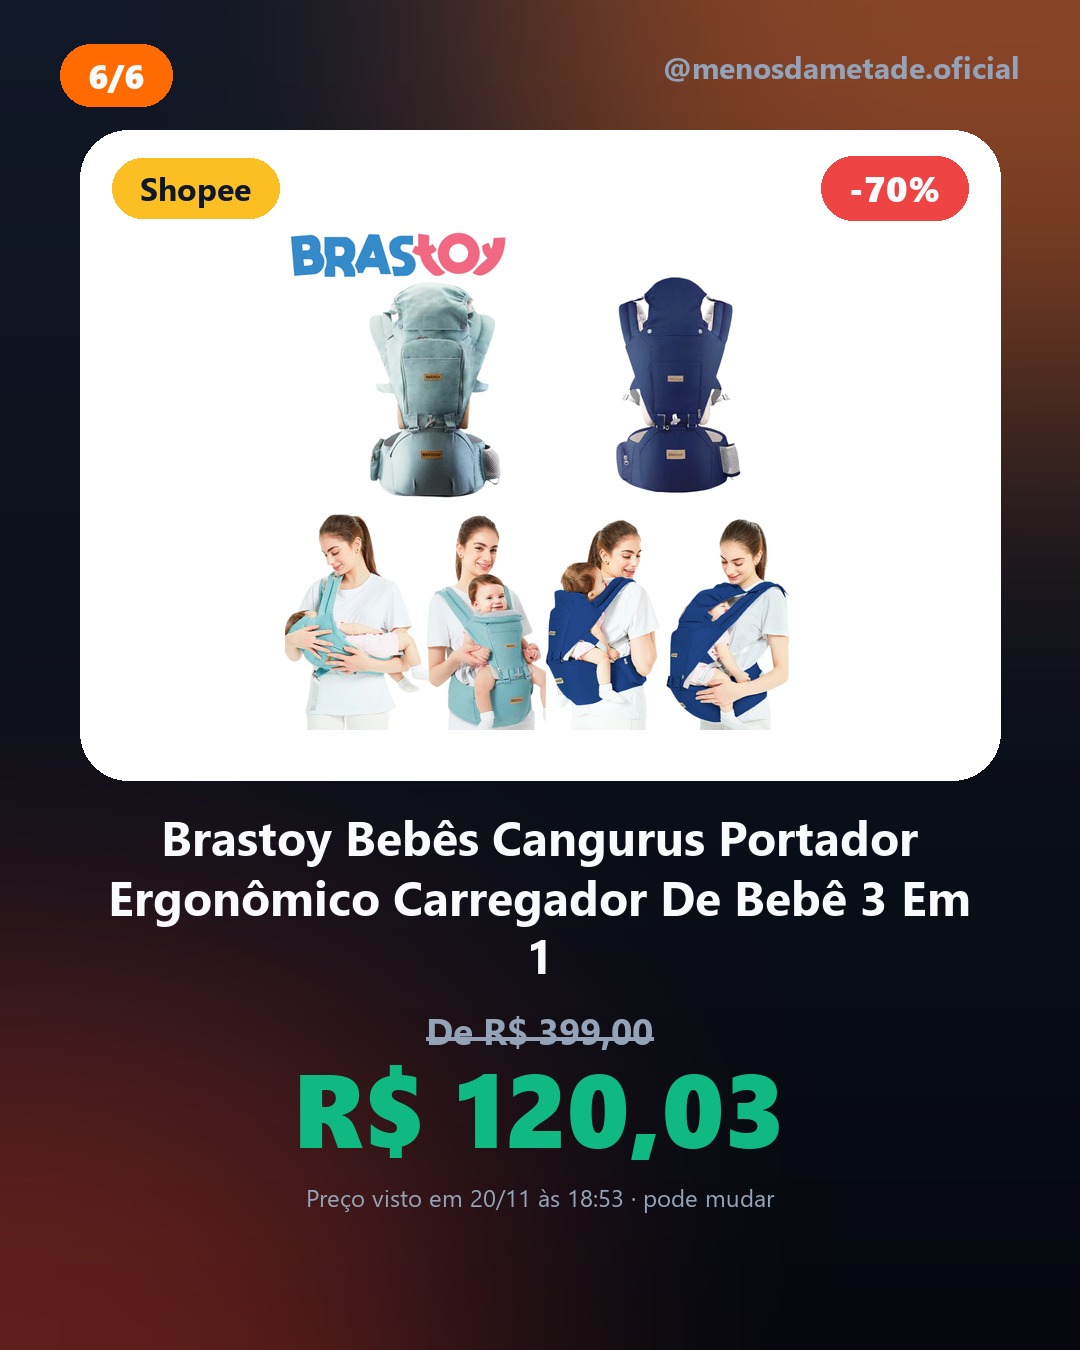 6/6
@menosdametade.oficial
Shopee
-70%
BRAStoy
Brastoy Bebês Cangurus Portador
Ergonômico Carregador De Bebê 3 Em
1
De R$ 399,00
R$ 120,03
Preço visto em 20/11 às 18:53 · pode mudar